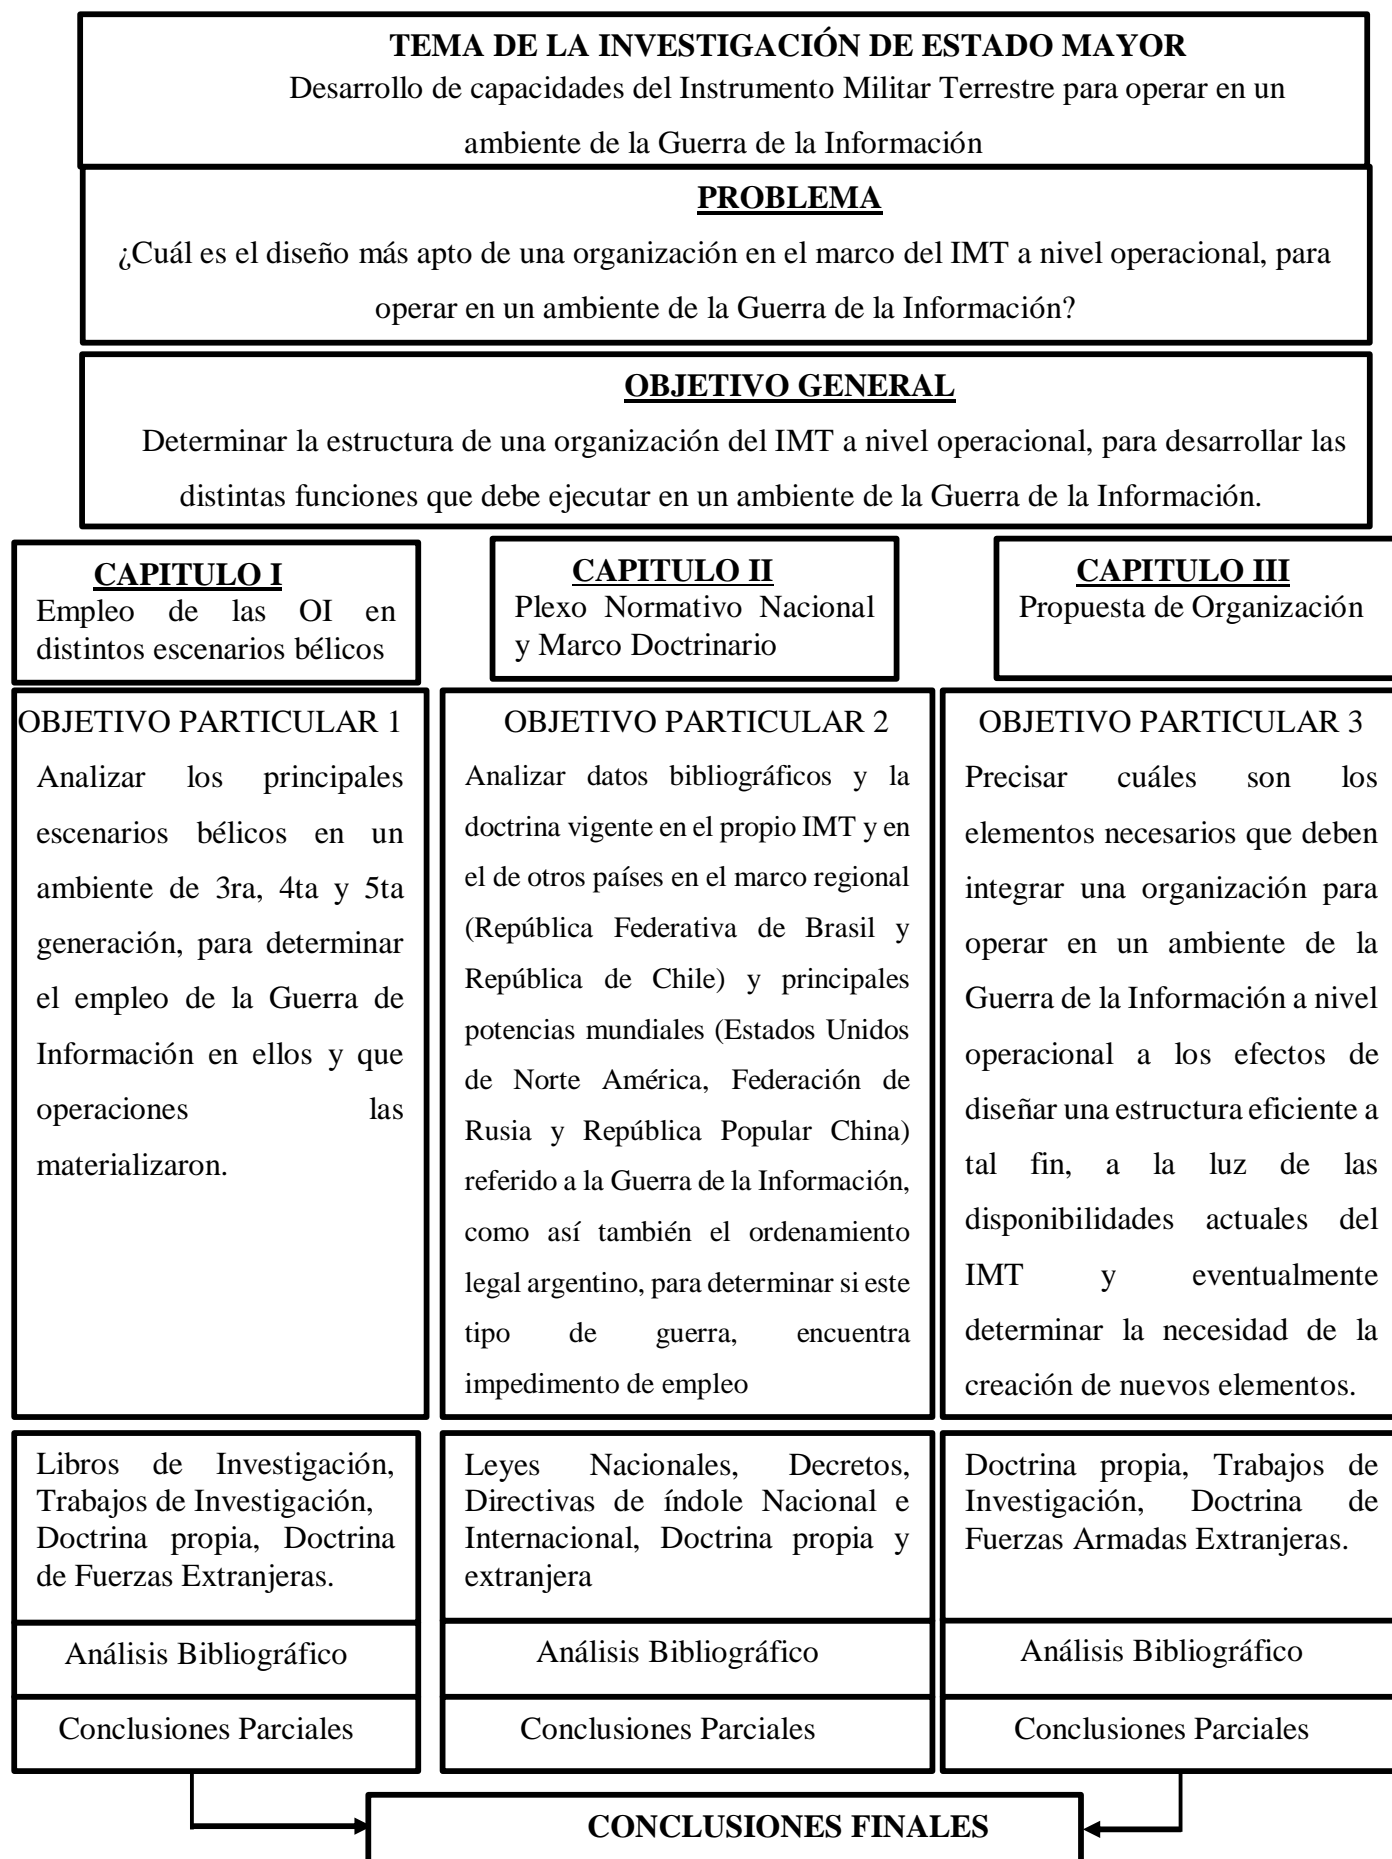 TEMA DE LA INVESTIGACIÓN DE ESTADO MAYOR
Desarrollo de capacidades del Instrumento Militar Terrestre para operar en un
ambiente de la Guerra de la Información
PROBLEMA
¿Cuál es el diseño más apto de una organización en el marco del IMT a nivel operacional, para
operar en un ambiente de la Guerra de la Información?
OBJETIVO GENERAL
Determinar la estructura de una organización del IMT a nivel operacional, para desarrollar las
distintas funciones que debe ejecutar en un ambiente de la Guerra de la Información.
CAPITULO I
Empleo de las OI en
distintos escenarios bélicos
CAPITULO II
Plexo Normativo Nacional
y Marco Doctrinario
CAPITULO III
Propuesta de Organización
OBJETIVO PARTICULAR 1
Analizar los principales
escenarios bélicos en un
ambiente de 3ra, 4ta y 5ta
generación, para determinar
el empleo de la Guerra de
Información en ellos y que
operaciones las
materializaron.
OBJETIVO PARTICULAR 2
Analizar datos bibliográficos y la
doctrina vigente en el propio IMT y en
el de otros países en el marco regional
(República Federativa de Brasil y
República de Chile) y principales
potencias mundiales (Estados Unidos
de Norte América, Federación de
Rusia y República Popular China)
referido a la Guerra de la Información,
como así también el ordenamiento
legal argentino, para determinar si este
tipo de guerra, encuentra
impedimento de empleo
OBJETIVO PARTICULAR 3
Precisar cuáles son los
elementos necesarios que deben
integrar una organización para
operar en un ambiente de la
Guerra de la Información a nivel
operacional a los efectos de
diseñar una estructura eficiente a
tal fin, a la luz de las
disponibilidades actuales del
IMT y eventualmente
determinar la necesidad de la
creación de nuevos elementos.
Libros de Investigación,
Trabajos de Investigación,
Doctrina propia, Doctrina
de Fuerzas Extranjeras.
Leyes Nacionales, Decretos,
Directivas de índole Nacional e
Internacional, Doctrina propia y
extranjera
Doctrina propia, Trabajos de
Investigación, Doctrina de
Fuerzas Armadas Extranjeras.
Análisis Bibliográfico
Análisis Bibliográfico
Análisis Bibliográfico
Conclusiones Parciales
Conclusiones Parciales
Conclusiones Parciales
CONCLUSIONES FINALES